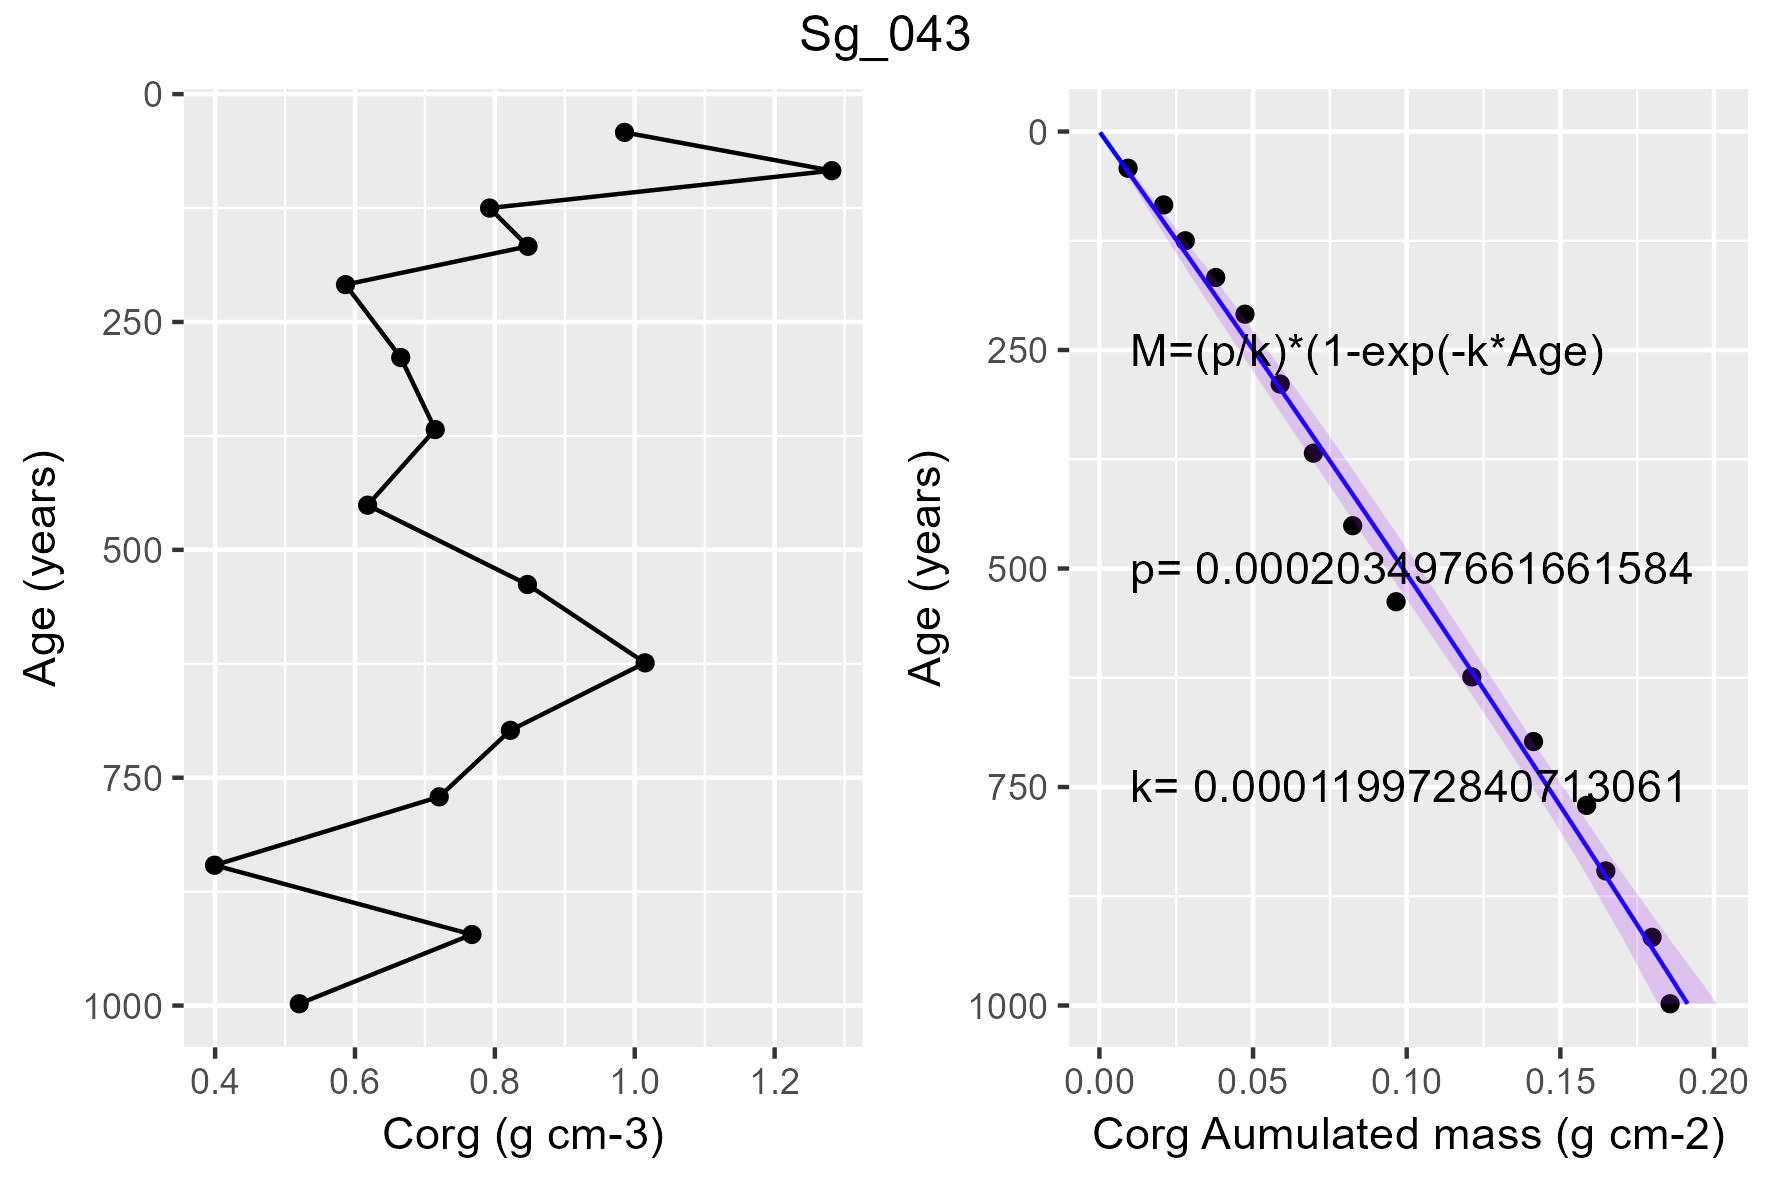 Sg_043
0
250
500
750
1000
Age (years)
0.4 0.6 0.8 1.0 1.2
Corg (g cm-3)
0
250
500
750
1000
Age (years)
M=(p/k)*(1-exp(-k*Age)
p= 0.000203497661661584
k= 0.000119972840713061
0.00 0.05 0.10 0.15 0.20
Corg Aumulated mass (g cm-2)